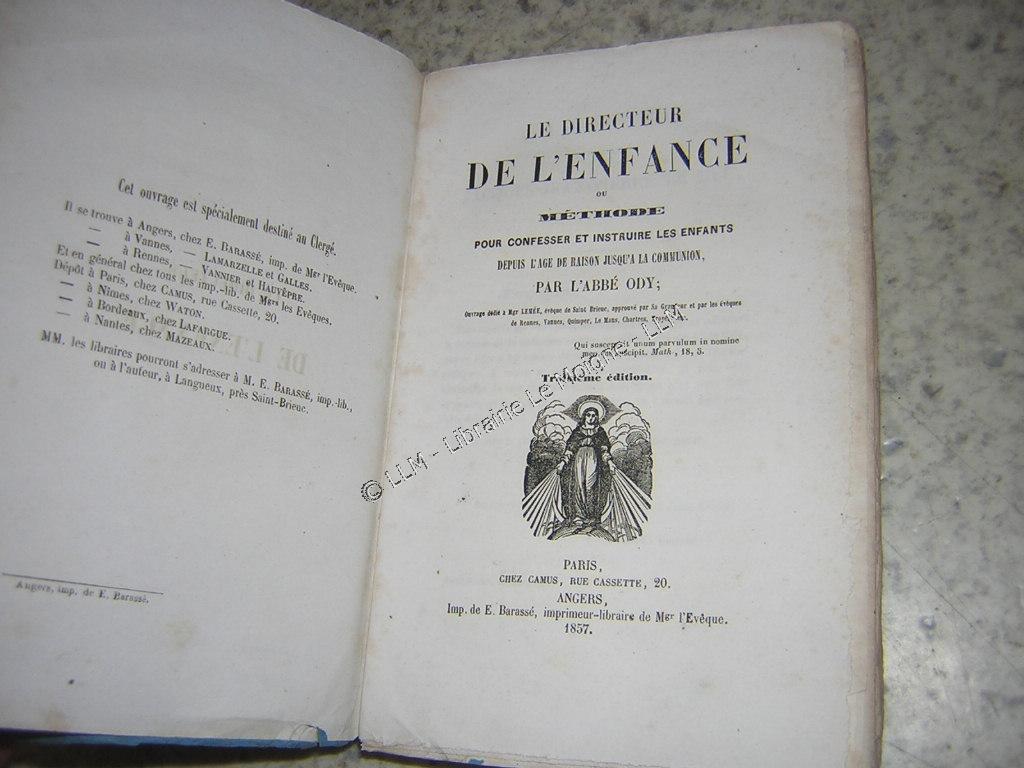 Cet ouvrage est spécialement destiné au Clergé.
Il se trouve à Angers, chez E. BARASSÉ, imp. de Mgr l'Evêque.
— à Vannes, — LAMARZELLE et GALLES.
— à Rennes, — VANNIER et HAUVÊPRE.
Et en général chez tous les imp.-lib. de Mgrs les Evêques.
Dépôt à Paris, chez CAMUS, rue Cassette, 20.
— à Nîmes, chez WATON.
— à Bordeaux, chez LAFARGUE.
— à Nantes, chez MAZEAUX.
MM. les libraires pourront s'adresser à M. E. BARASSÉ, imp.-lib.,
ou à l'auteur, à Langueux, près Saint-Brieuc.
Angers, imp. de E. Barassé.
LE DIRECTEUR
DE L'ENFANCE
OU
MÉTHODE
POUR CONFESSER ET INSTRUIRE LES ENFANTS
DEPUIS L'AGE DE RAISON JUSQU'A LA COMMUNION,
PAR L'ABBÉ ODY;
Ouvrage dédié à Mgr LEMÉE, évêque de Saint Brieuc, approuvé par Sa Grandeur et par les évêques
de Rennes, Vannes, Quimper, Le Mans, Chartres,
Qui susceperit unum parvulum in nomine
meo, me suscipit. Math., 18, 5.
Troisième édition.
© LLM - Librairie Le Moigne - LLM
PARIS,
CHEZ CAMUS, RUE CASSETTE, 20.
ANGERS,
Imp. de E. Barassé, imprimeur-libraire de Mgr l'Evêque.
1857.